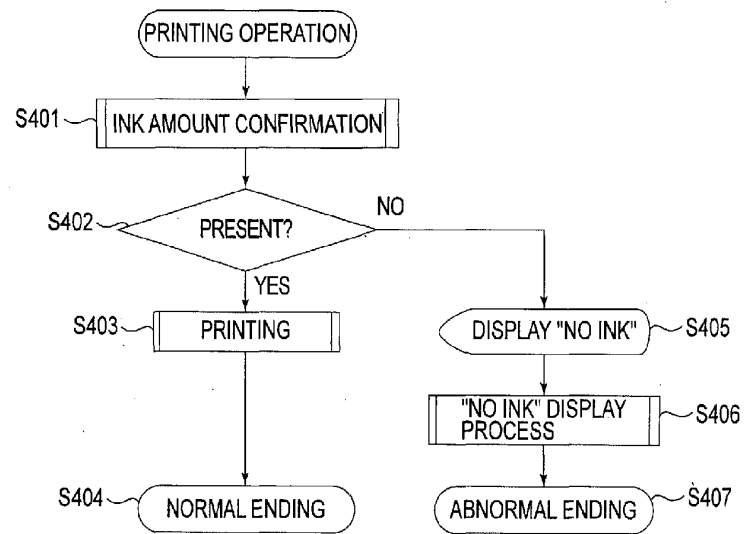 PRINTING OPERATION
S401
INK AMOUNT CONFIRMATION
S402
PRESENT?
NO
YES
S403
PRINTING
DISPLAY "NO INK"
S405
"NO INK" DISPLAY
PROCESS
S406
S404
NORMAL ENDING
ABNORMAL ENDING
S407